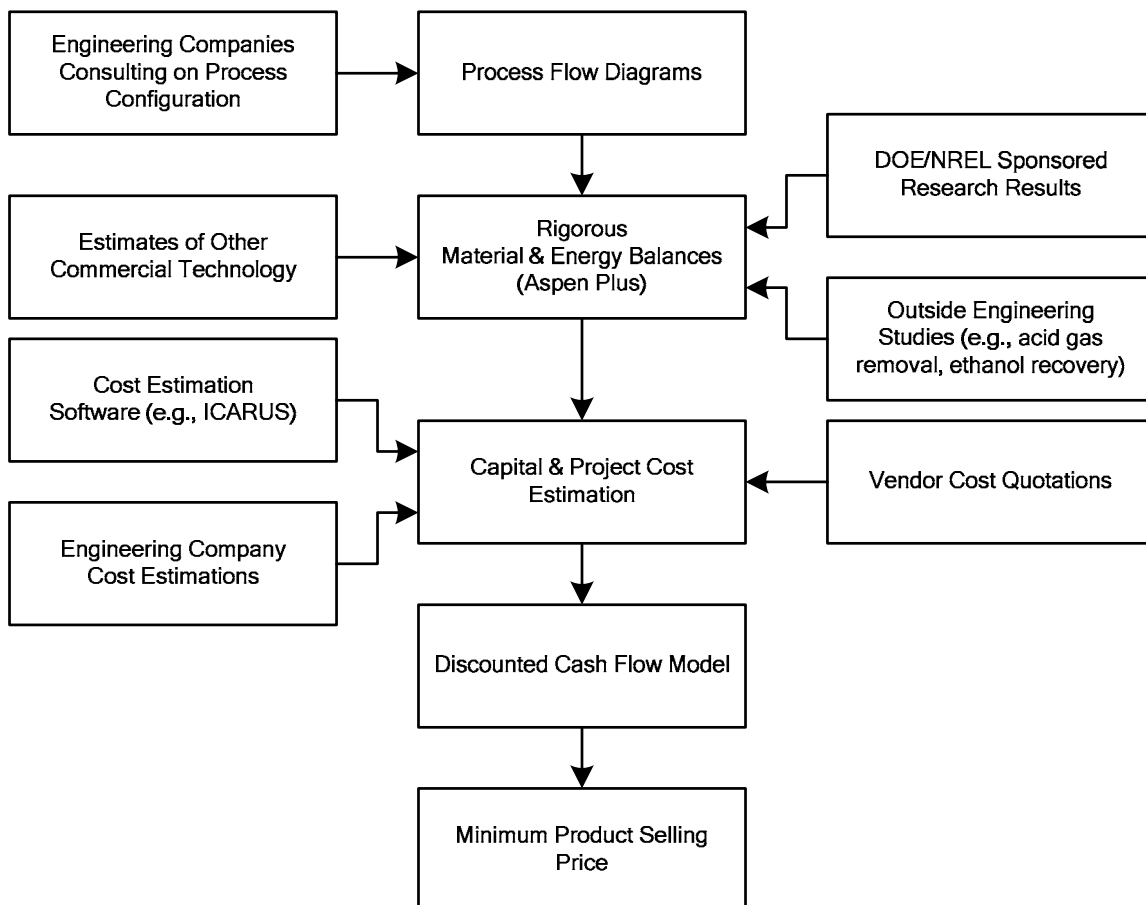 Engineering Companies
Consulting on Process
Configuration
Process Flow Diagrams
DOE/NREL Sponsored
Research Results
Estimates of Other
Commercial Technology
Rigorous
Material & Energy Balances
(Aspen Plus)
Outside Engineering
Studies (e.g., acid gas
removal, ethanol recovery)
Cost Estimation
Software (e.g., ICARUS)
Capital & Project Cost
Estimation
Vendor Cost Quotations
Engineering Company
Cost Estimations
Discounted Cash Flow Model
Minimum Product Selling
Price